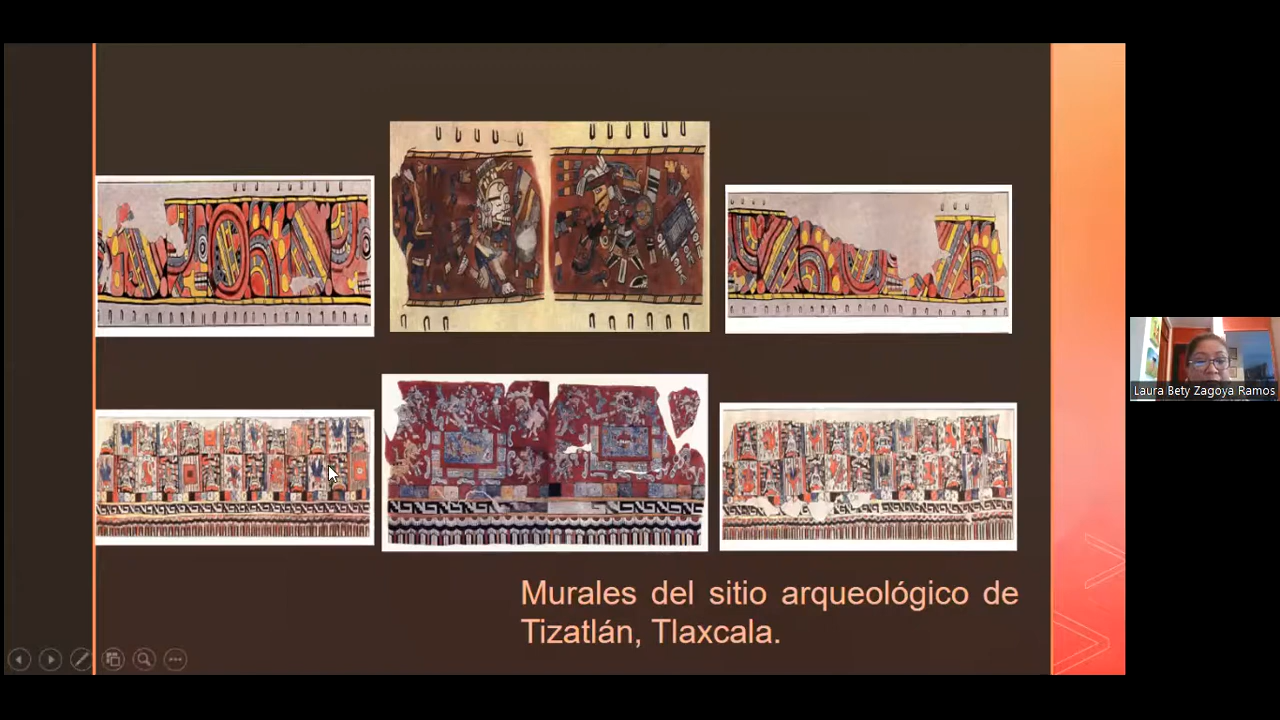 Laura Bety Zagoya Ramos
Murales del sitio arqueológico de
Tizatlán, Tlaxcala.